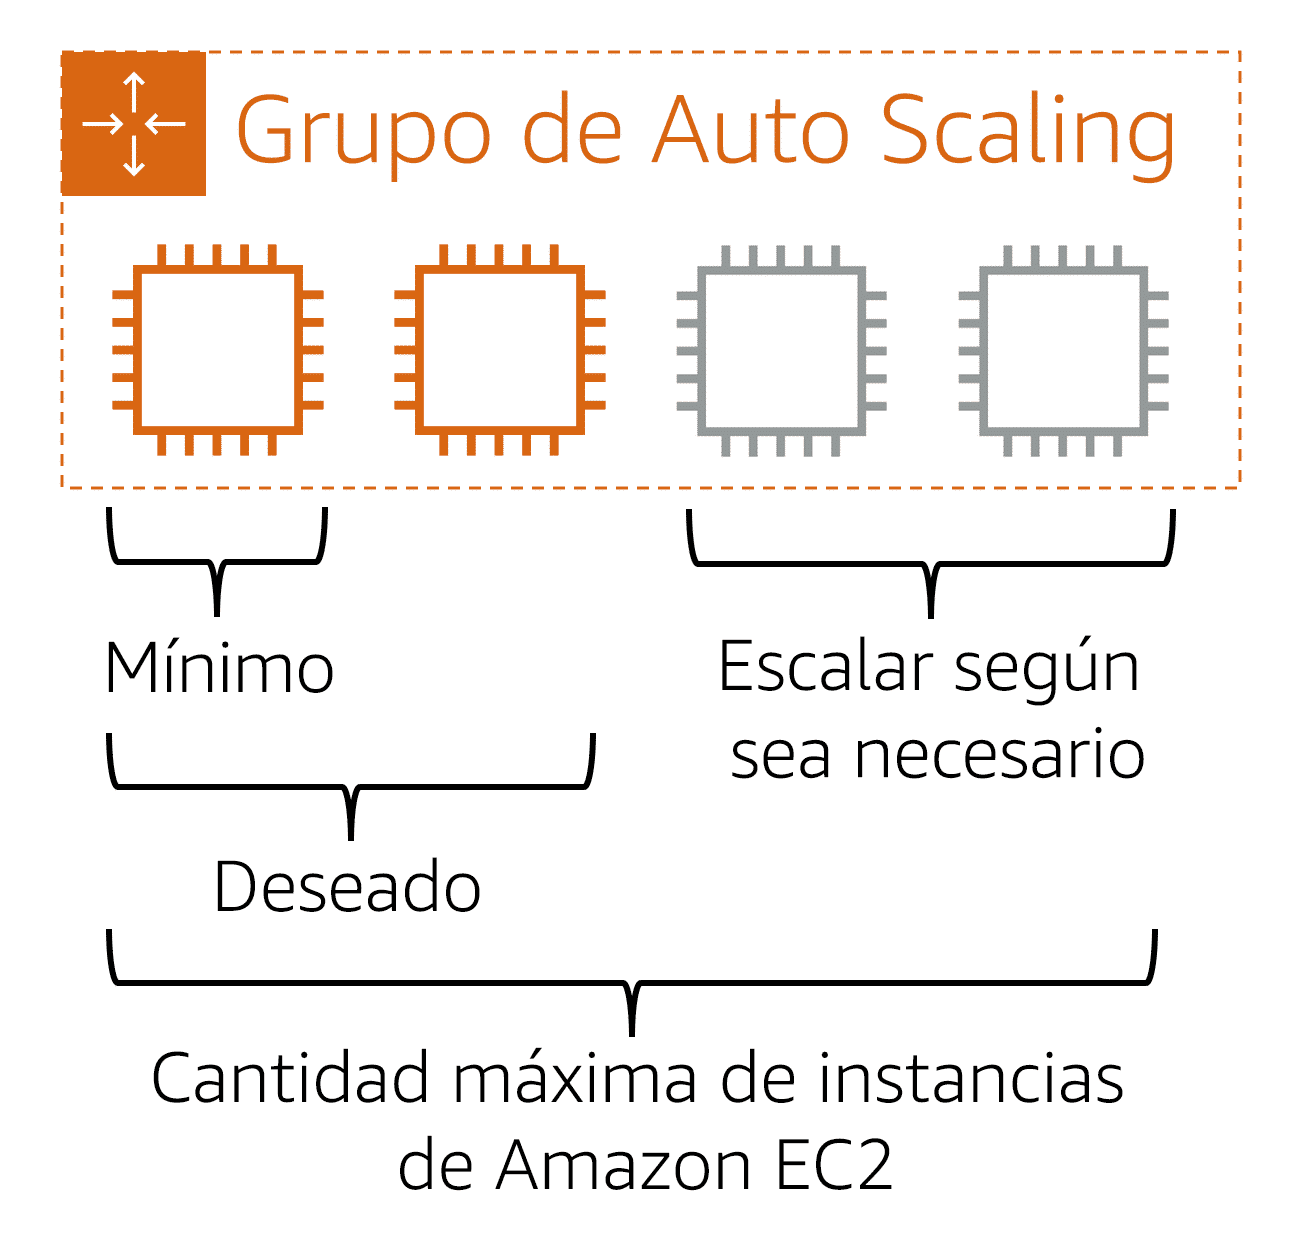 Grupo de Auto Scaling
Mínimo
Escalar según
sea necesario
Deseado
Cantidad máxima de instancias
de Amazon EC2